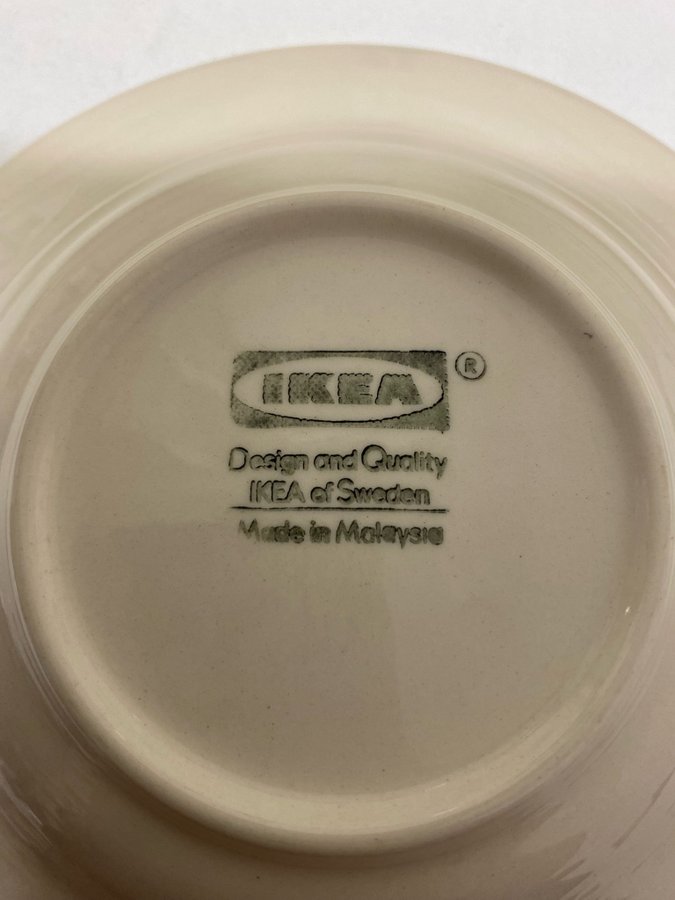 IKEA ®
Design and Quality
IKEA of Sweden
Made in Malaysia